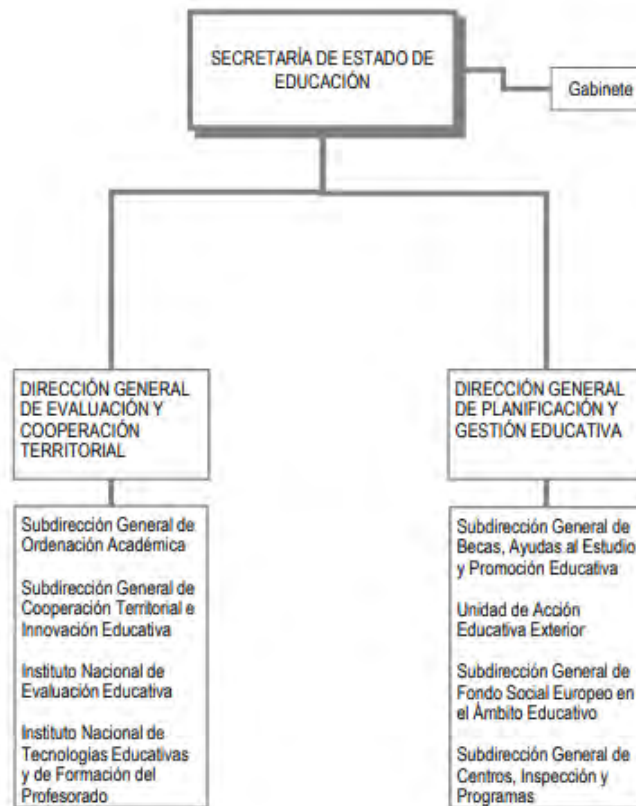 SECRETARÍA DE ESTADO DE
EDUCACIÓN
Gabinete
DIRECCIÓN GENERAL
DE EVALUACIÓN Y
COOPERACIÓN
TERRITORIAL
Subdirección General de
Ordenación Académica
Subdirección General de
Cooperación Territorial e
Innovación Educativa
Instituto Nacional de
Evaluación Educativa
Instituto Nacional de
Tecnologías Educativas
y de Formación del
Profesorado
DIRECCIÓN GENERAL
DE PLANIFICACIÓN Y
GESTIÓN EDUCATIVA
Subdirección General de
Becas, Ayudas al Estudio
y Promoción Educativa
Unidad de Acción
Educativa Exterior
Subdirección General de
Fondo Social Europeo en
el Ámbito Educativo
Subdirección General de
Centros, Inspección y
Programas